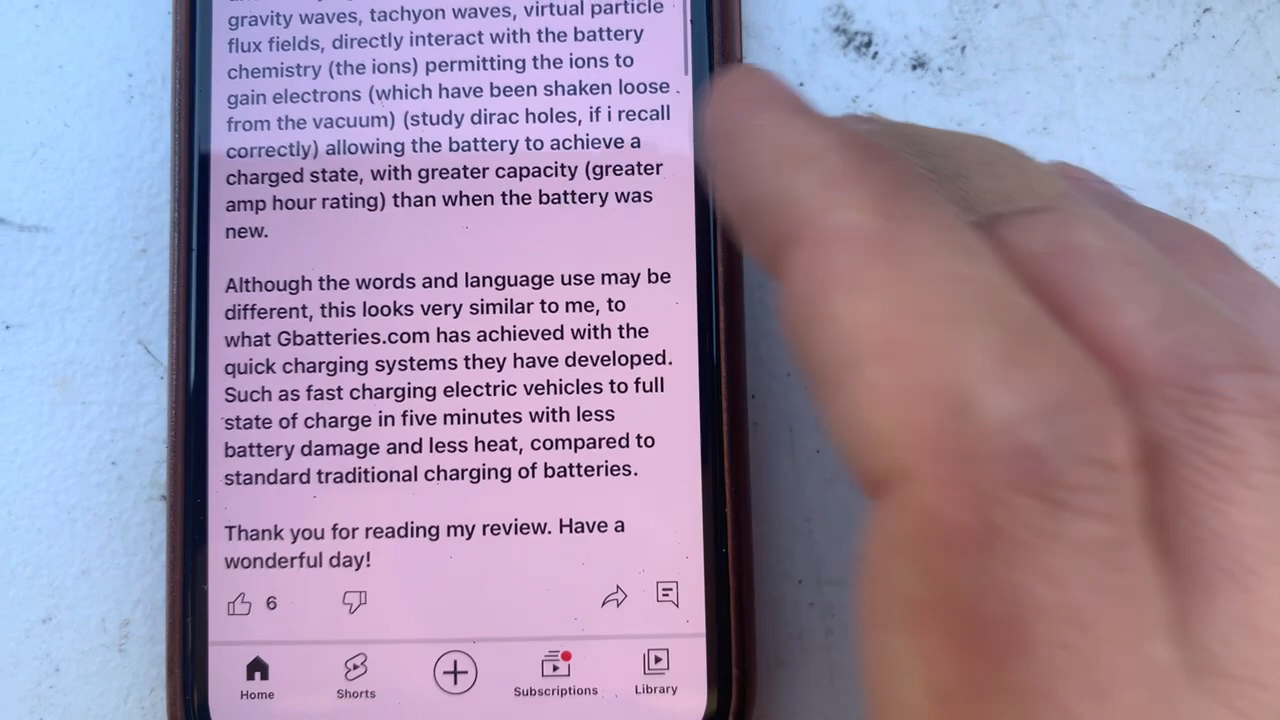 gravity waves, tachyon waves, virtual particle
flux fields, directly interact with the battery
chemistry (the ions) permitting the ions to
gain electrons (which have been shaken loose
from the vacuum) (study dirac holes, if i recall
correctly) allowing the battery to achieve a
charged state, with greater capacity (greater
amp hour rating) than when the battery was
new.
Although the words and language use may be
different, this looks very similar to me, to
what Gbatteries.com has achieved with the
quick charging systems they have developed.
Such as fast charging electric vehicles to full
state of charge in five minutes with less
battery damage and less heat, compared to
standard traditional charging of batteries.
Thank you for reading my review. Have a
wonderful day!
6
Home Shorts Subscriptions Library